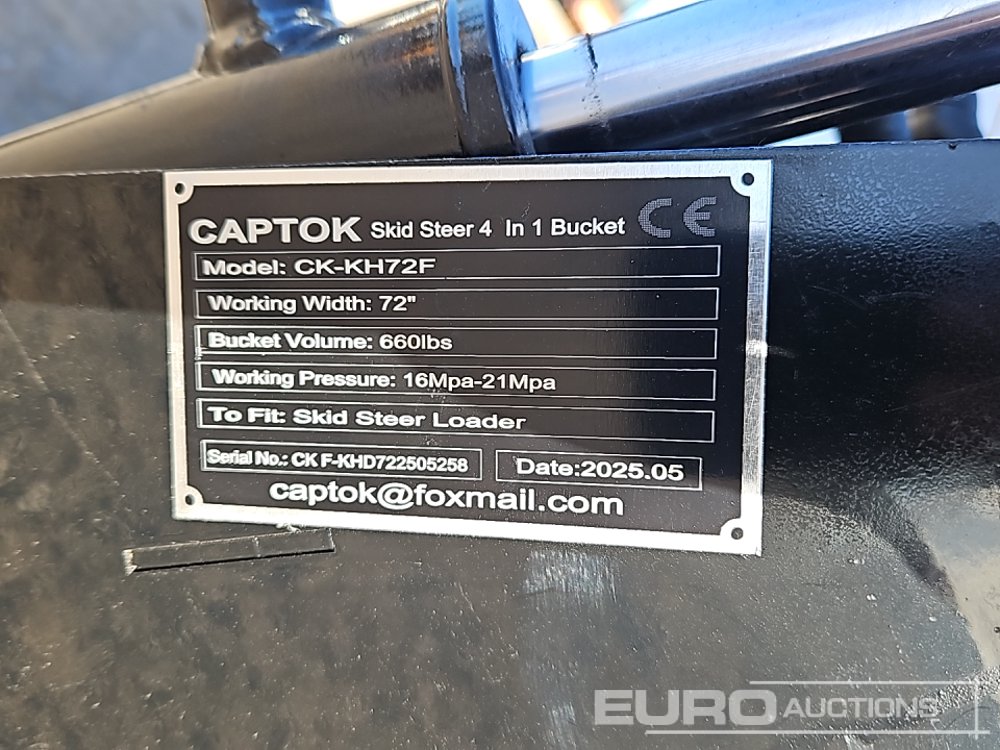 CAPTOK Skid Steer 4 In 1 Bucket CE
Model: CK-KH72F
Working Width: 72"
Bucket Volume: 660lbs
Working Pressure: 16Mpa-21Mpa
To Fit: Skid Steer Loader
Serial No.: CK F-KHD722505258 Date:2025.05
captok@foxmail.com
EURO AUCTIONS